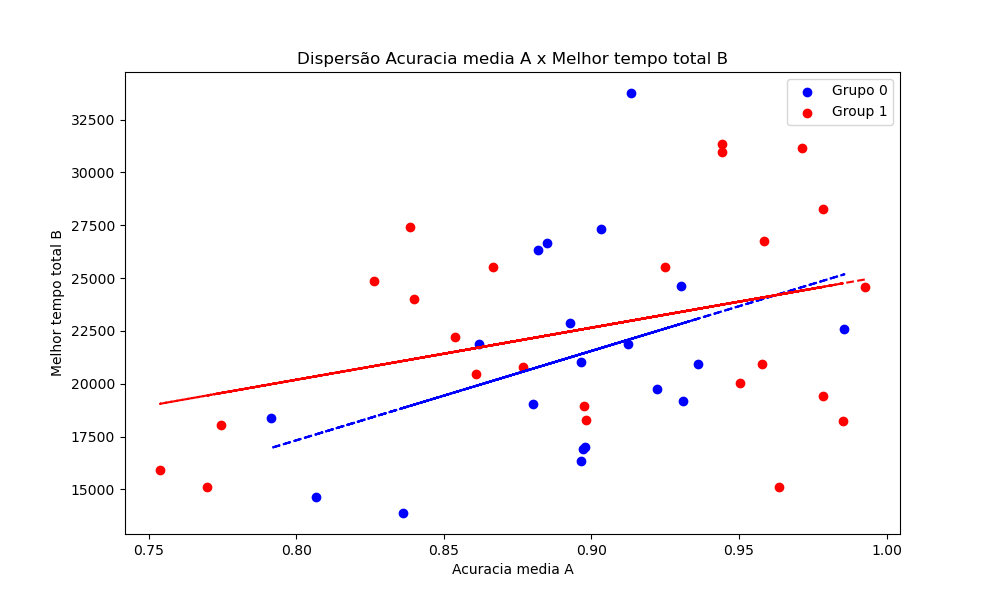 Dispersão Acuracia media A x Melhor tempo total B
Grupo 0
Group 1
Melhor tempo total B
32500
30000
27500
25000
22500
20000
17500
15000
0.75
0.80
0.85
0.90
0.95
1.00
Acuracia media A